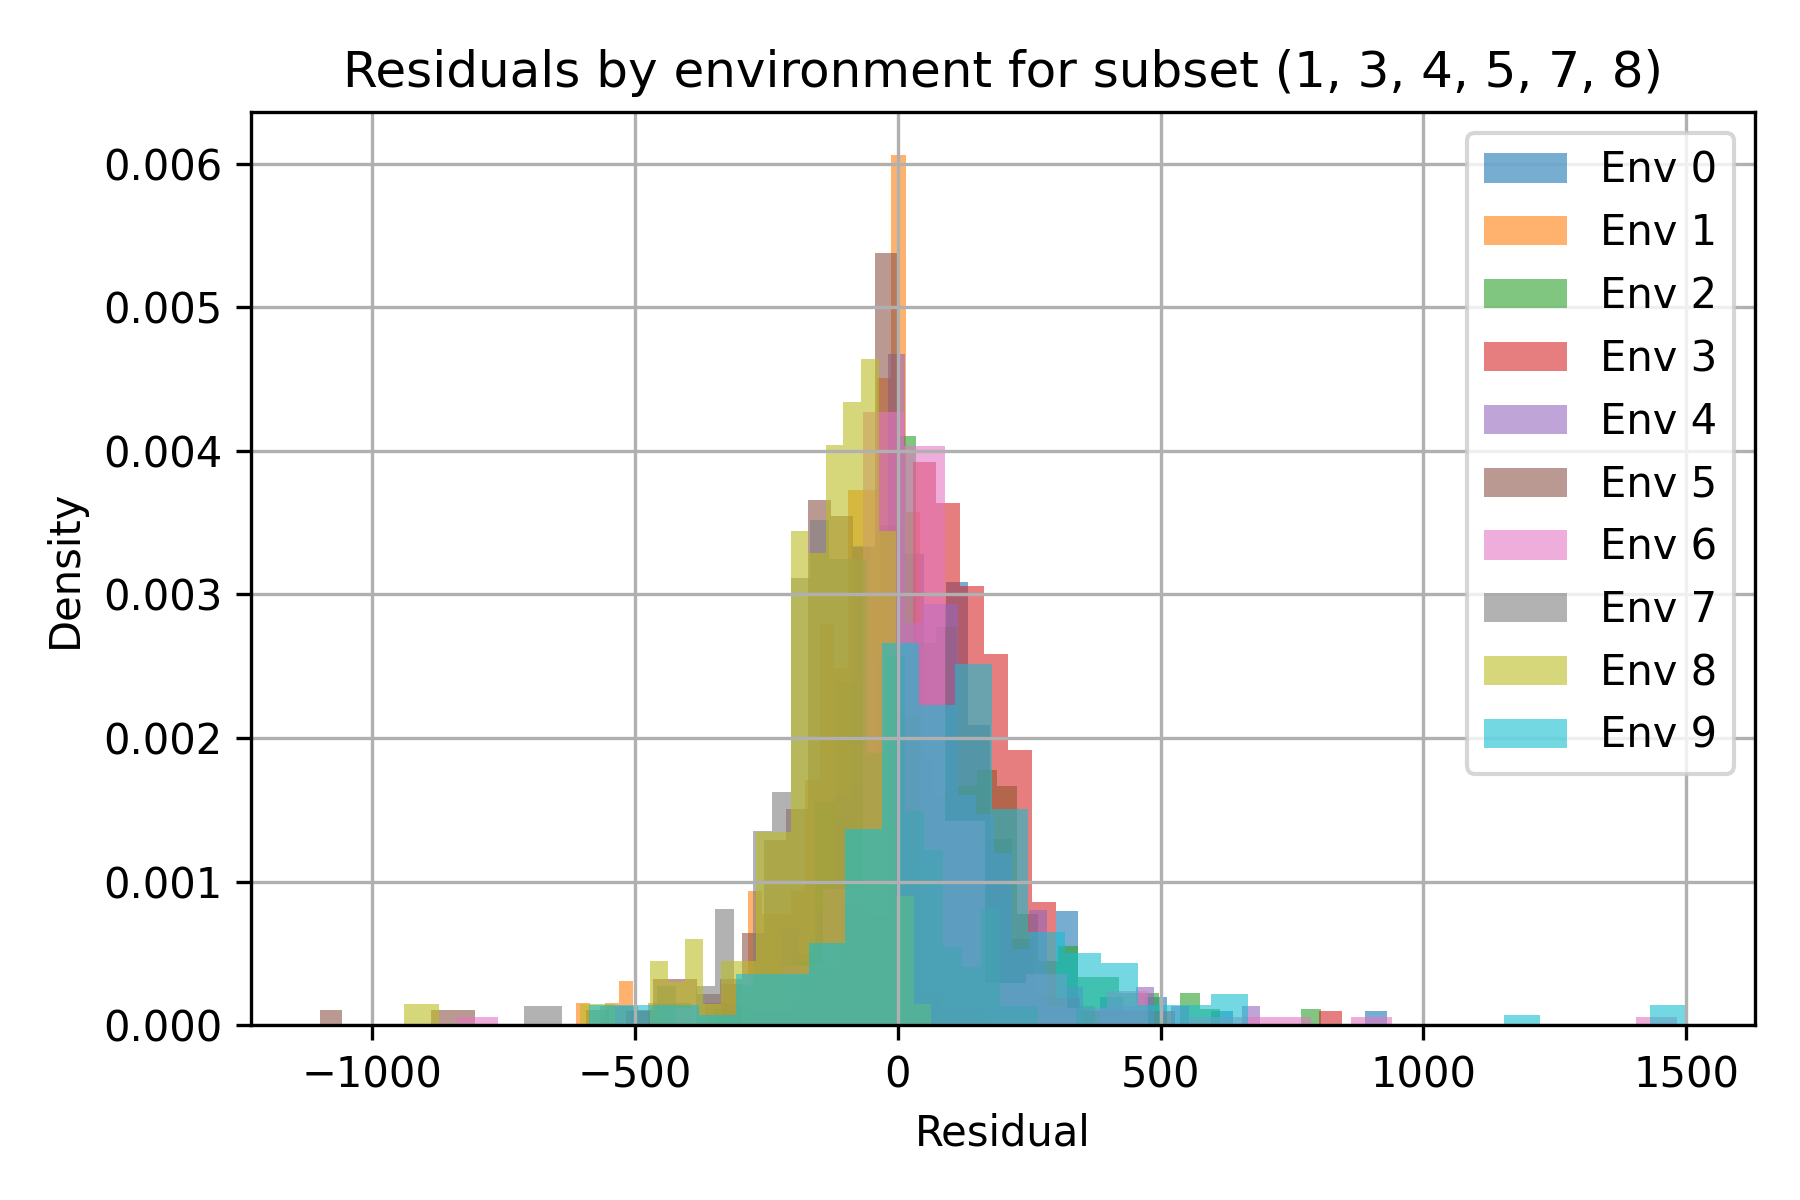 Residuals by environment for subset (1, 3, 4, 5, 7, 8)
0.006
0.005
0.004
0.003
0.002
0.001
0.000
Density
−1000
−500
0
500
1000
1500
Residual
Env 0
Env 1
Env 2
Env 3
Env 4
Env 5
Env 6
Env 7
Env 8
Env 9